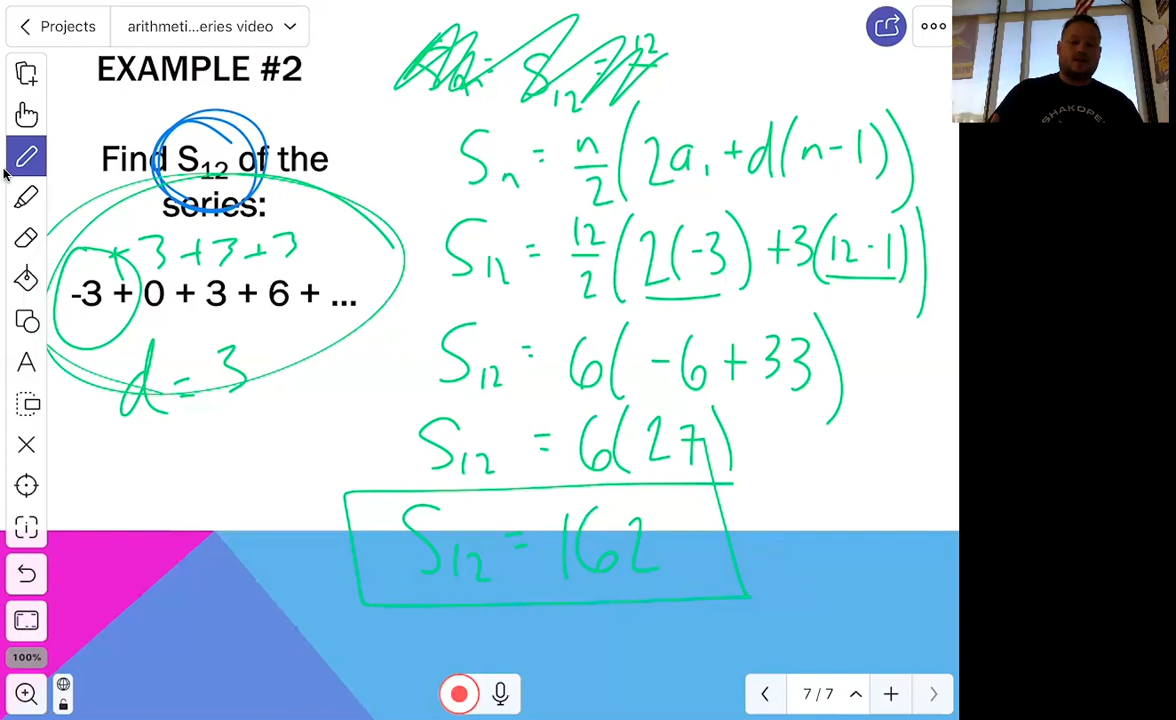 Projects
arithmeti...eries video
EXAMPLE #2
Find S₁₂ of the
series:
+3 +3 +3
-3 + 0 + 3 + 6 + ...
d = 3
Sₙ = n/2 (2a₁ + d(n-1))
S₁₂ = 12/2 (2(-3) + 3(12-1))
S₁₂ = 6(-6 + 33)
S₁₂ = 6(27)
S₁₂ = 162
SHAKOPE
A
100%
7 / 7